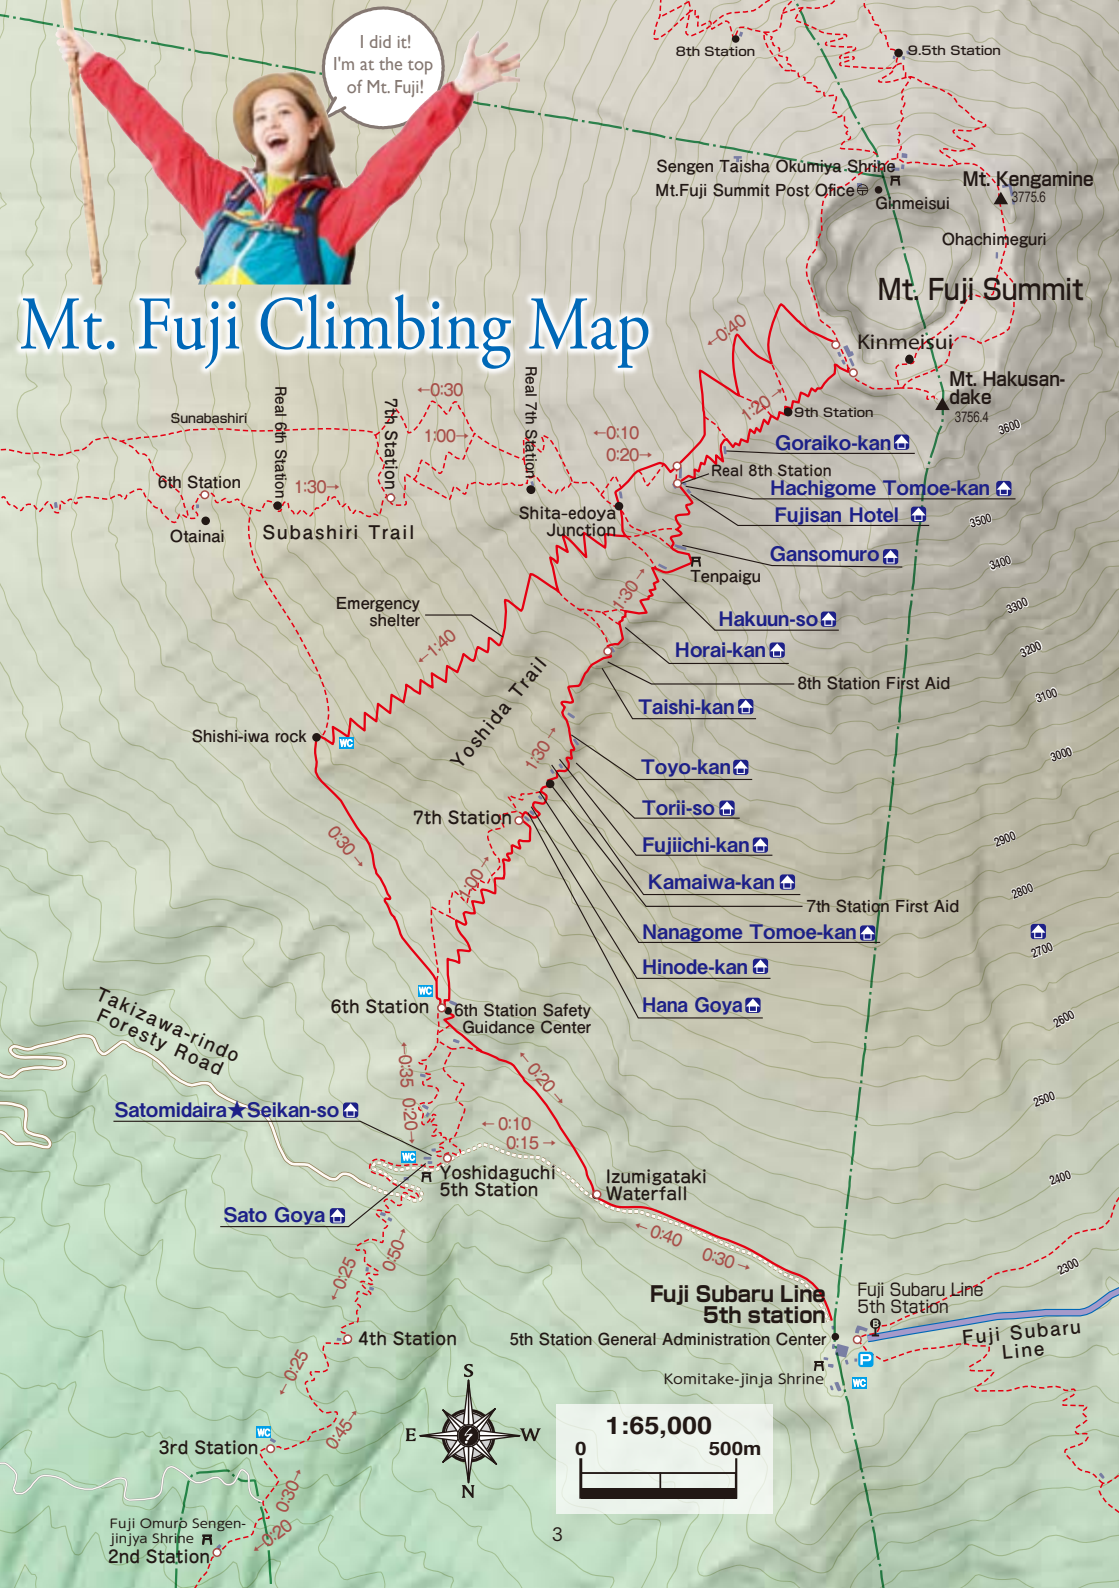 I did it!
I'm at the top
of Mt. Fuji!
8th Station
9.5th Station
Sengen Taisha Okumiya Shrine
Mt.Fuji Summit Post Ofice
Ginmeisui
Mt. Kengamine
3775.6
Ohachimeguri
Mt. Fuji Summit
Mt. Fuji Climbing Map
Kinmeisui
Mt. Hakusan-
dake
3756.4
←0:40
1:20→
9th Station
3600
Goraiko-kan
Sunabashiri
Real 6th Station
7th Station
←0:30
1:00→
Real 7th Station
←0:10
0:20→
Real 8th Station
Hachigome Tomoe-kan
Fujisan Hotel
3500
6th Station
1:30→
Otainai
Subashiri Trail
Shita-edoya
Junction
Gansomuro
3400
Tenpaigu
1:30→
3300
Emergency
shelter
Hakuun-so
←1:40
Horai-kan
3200
8th Station First Aid
3100
Yoshida Trail
Taishi-kan
Shishi-iwa rock
WC
1:30→
3000
Toyo-kan
Torii-so
7th Station
0:30→
Fujiichi-kan
2900
1:00→
Kamaiwa-kan
2800
7th Station First Aid
Nanagome Tomoe-kan
2700
Hinode-kan
WC
6th Station
Hana Goya
6th Station Safety
Guidance Center
2600
Takizawa-rindo
Foresty Road
←0:35
0:20→
←0:20→
2500
Satomidaira★Seikan-so
←0:10
0:15→
WC
Yoshidaguchi
5th Station
Izumigataki
Waterfall
2400
Sato Goya
←0:40
0:30→
0:50→
←0:25
2300
Fuji Subaru Line
5th station
Fuji Subaru Line
5th Station
B
5th Station General Administration Center
Fuji Subaru
Line
P
WC
Komitake-jinja Shrine
4th Station
←0:25
0:45→
S
E
W
N
1:65,000
0
500m
WC
3rd Station
0:30→
←0:20
Fuji Omuro Sengen-
jinjya Shrine
2nd Station
3